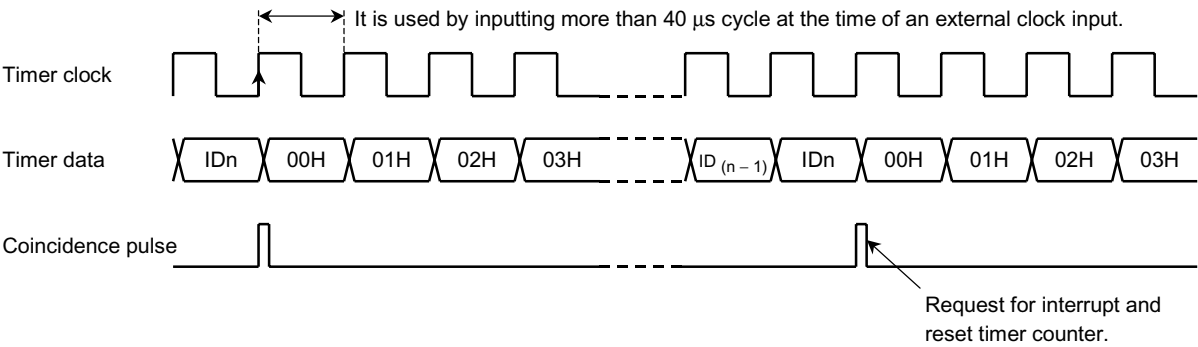 It is used by inputting more than 40 μs cycle at the time of an external clock input.
Timer clock
Timer data IDn 00H 01H 02H 03H ID (n – 1) IDn 00H 01H 02H 03H
Coincidence pulse
Request for interrupt and
reset timer counter.